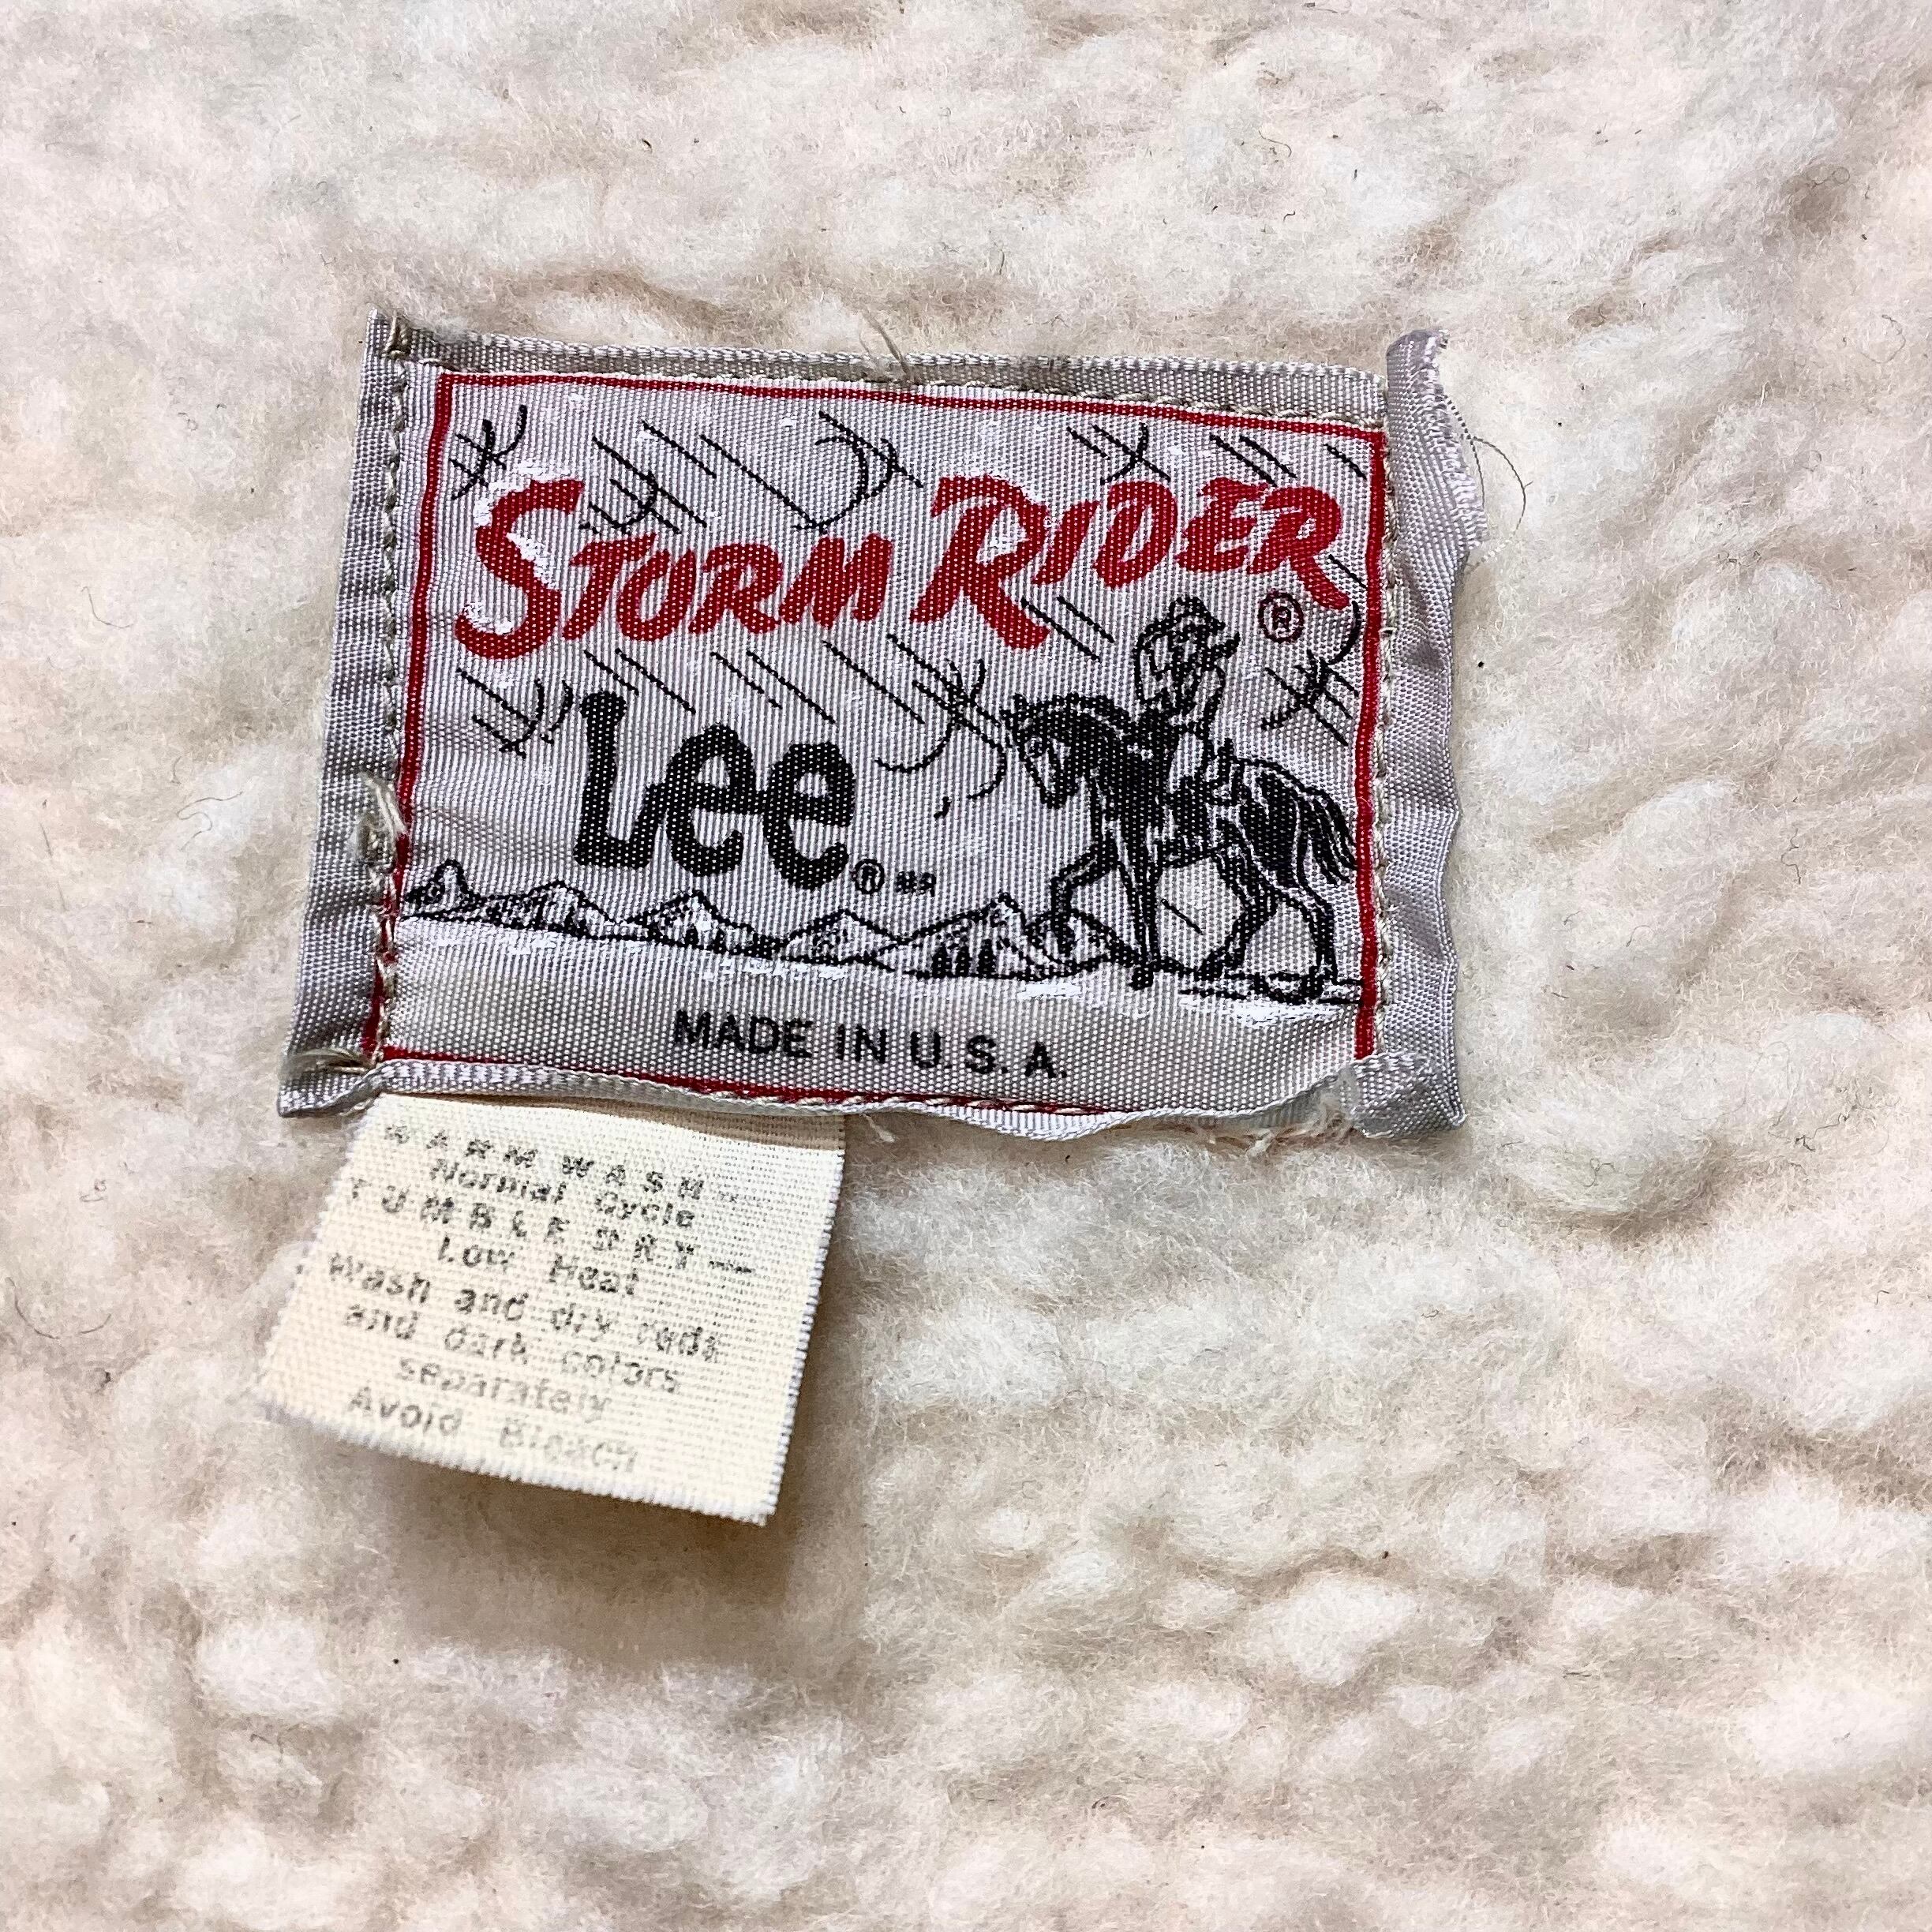 STORM RIDER
®
Lee ® MR
MADE IN U.S.A.
WARM WASH—
Normal Cycle
TUMBLE DRY—
Low Heat
Wash and dry reds
and dark colors
separately
Avoid Bleach